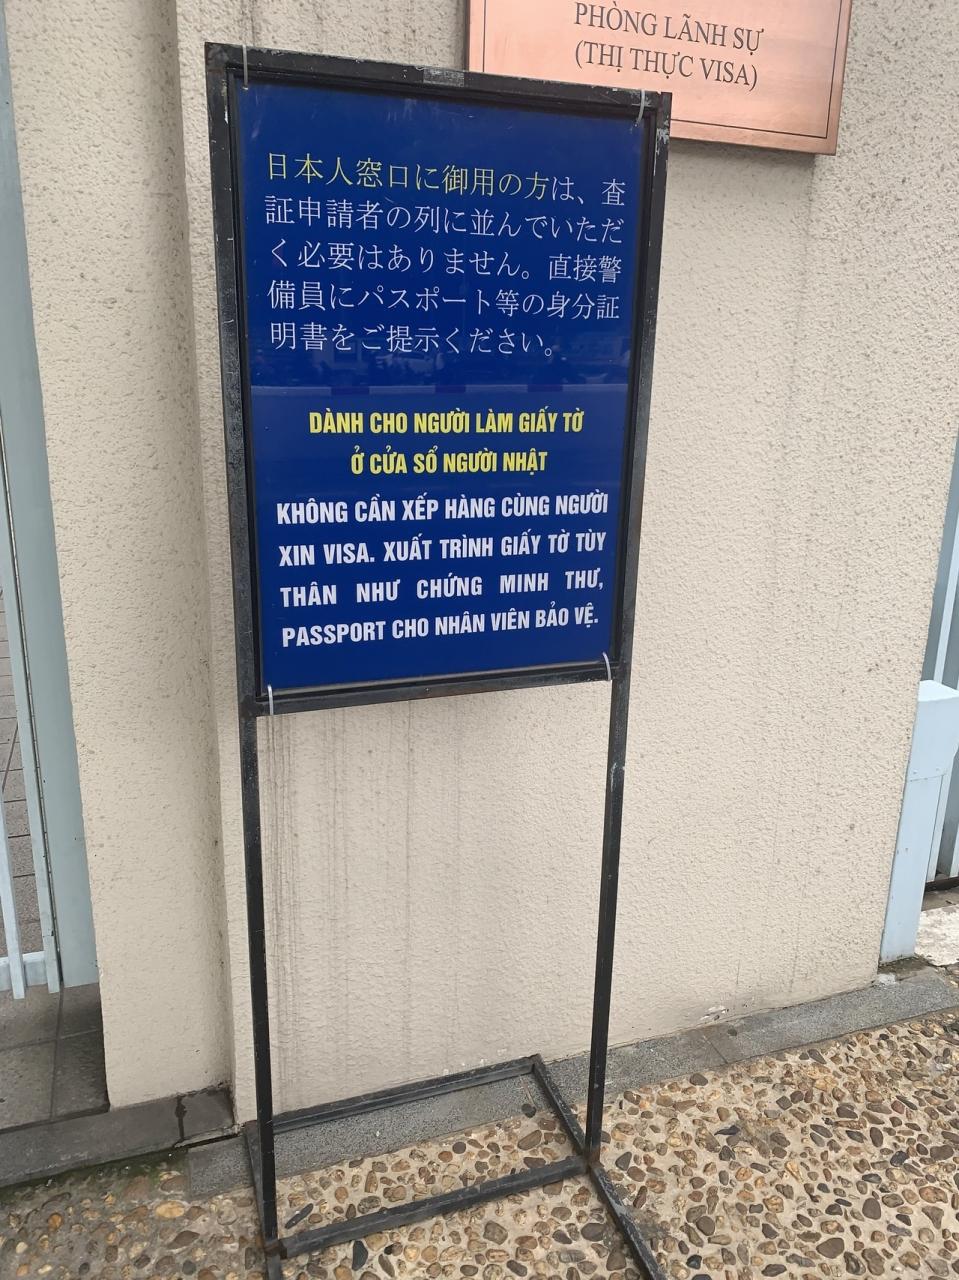 PHÒNG LÃNH SỰ
(THỊ THỰC VISA)
日本人窓口に御用の方は、査
証申請者の列に並んでいただ
く必要はありません。直接警
備員にパスポート等の身分証
明書をご提示ください。
DÀNH CHO NGƯỜI LÀM GIẤY TỜ
Ở CỬA SỔ NGƯỜI NHẬT
KHÔNG CẦN XẾP HÀNG CÙNG NGƯỜI
XIN VISA. XUẤT TRÌNH GIẤY TỜ TÙY
THÂN NHƯ CHỨNG MINH THƯ,
PASSPORT CHO NHÂN VIÊN BẢO VỆ.